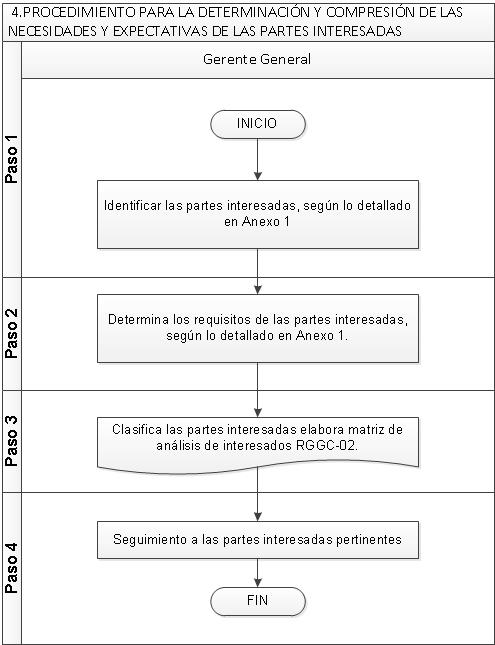 4.PROCEDIMIENTO PARA LA DETERMINACIÓN Y COMPRESIÓN DE LAS
NECESIDADES Y EXPECTATIVAS DE LAS PARTES INTERESADAS
Gerente General
Paso 1
INICIO
Identificar las partes interesadas, según lo detallado
en Anexo 1
Paso 2
Determina los requisitos de las partes interesadas,
según lo detallado en Anexo 1.
Paso 3
Clasifica las partes interesadas elabora matriz de
análisis de interesados RGGC-02.
Paso 4
Seguimiento a las partes interesadas pertinentes
FIN